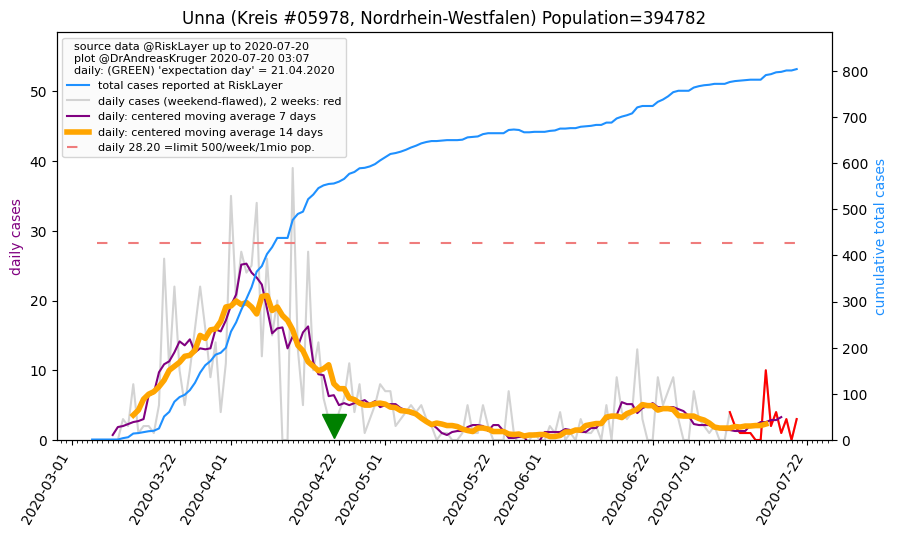 Unna (Kreis #05978, Nordrhein-Westfalen) Population=394782
source data @RiskLayer up to 2020-07-20
plot @DrAndreasKruger 2020-07-20 03:07
daily: (GREEN) 'expectation day' = 21.04.2020
total cases reported at RiskLayer
daily cases (weekend-flawed), 2 weeks: red
daily: centered moving average 7 days
daily: centered moving average 14 days
daily 28.20 =limit 500/week/1mio pop.
daily cases
0
10
20
30
40
50
cumulative total cases
0
100
200
300
400
500
600
700
800
2020-03-01
2020-03-22
2020-04-01
2020-04-22
2020-05-01
2020-05-22
2020-06-01
2020-06-22
2020-07-01
2020-07-22